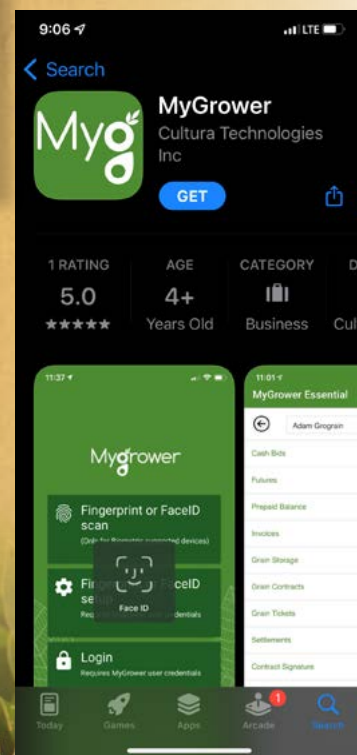 9:06
LTE
Search
Myg
MyGrower
Cultura Technologies
Inc
GET
1 RATING
AGE
CATEGORY
D
5.0
4+
★★★★★
Years Old
Business
Cul
11:37
Mygrower
Fingerprint or FaceID
scan
Face ID
Login
Requires MyGrower user credentials
11:01
MyGrower Essential
Adam Grograin
Cash Bids
Futures
Prepaid Balance
Invoices
Grain Storage
Grain Contracts
Grain Tickets
Settlements
Contract Signature
Today
Games
Apps
Arcade
1
Search